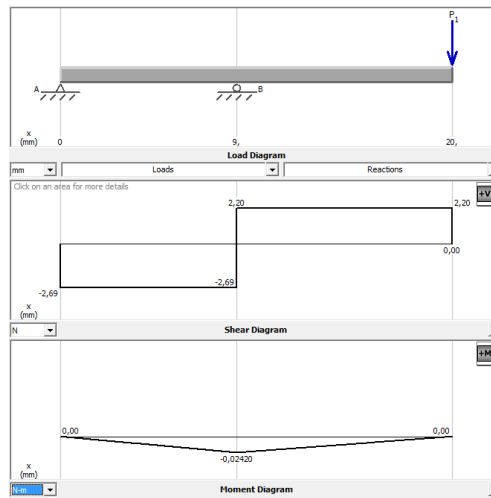 P1
A
B
x
(mm)
0
9,
20,
Load Diagram
mm
Loads
Reactions
Click on an area for more details
+V
2,20
2,20
0,00
-2,69
-2,69
x
(mm)
N
Shear Diagram
+M
0,00
0,00
-0,02420
x
(mm)
N-m
Moment Diagram